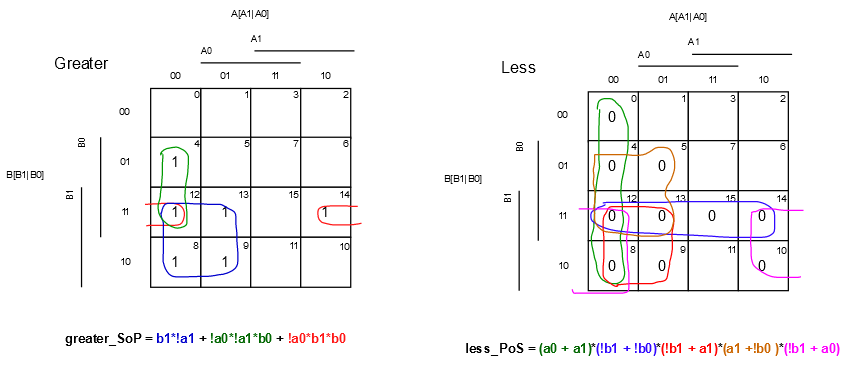 A[A1|A0]
A1
A0
Greater
00 01 11 10
00
0 1 3 2
B0
01
4 5 7 6
1
B[B1|B0]
B1
11
12 13 15 14
1 1 1
10
8 9 11 10
1 1
greater_SoP = b1*!a1 + !a0*!a1*b0 + !a0*b1*b0
A[A1|A0]
A1
A0
Less
00 01 11 10
00
0 1 3 2
0
B0
01
4 5 7 6
0 0
B[B1|B0]
B1
11
12 13 15 14
0 0 0 0
10
8 9 11 10
0 0 0
less_PoS = (a0 + a1)*(!b1 + !b0)*(!b1 + a1)*(a1 +!b0 )*(!b1 + a0)